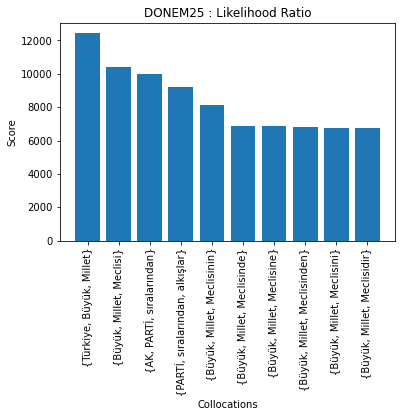 DONEM25 : Likelihood Ratio
Score
12000
10000
8000
6000
4000
2000
0
{Türkiye, Büyük, Millet}
{Büyük, Millet, Meclisi}
{AK, PARTİ, sıralarından}
{PARTİ, sıralarından, alkışlar}
{Büyük, Millet, Meclisinin}
{Büyük, Millet, Meclisinde}
{Büyük, Millet, Meclisine}
{Büyük, Millet, Meclisinden}
{Büyük, Millet, Meclisini}
{Büyük, Millet, Meclisidir}
Collocations